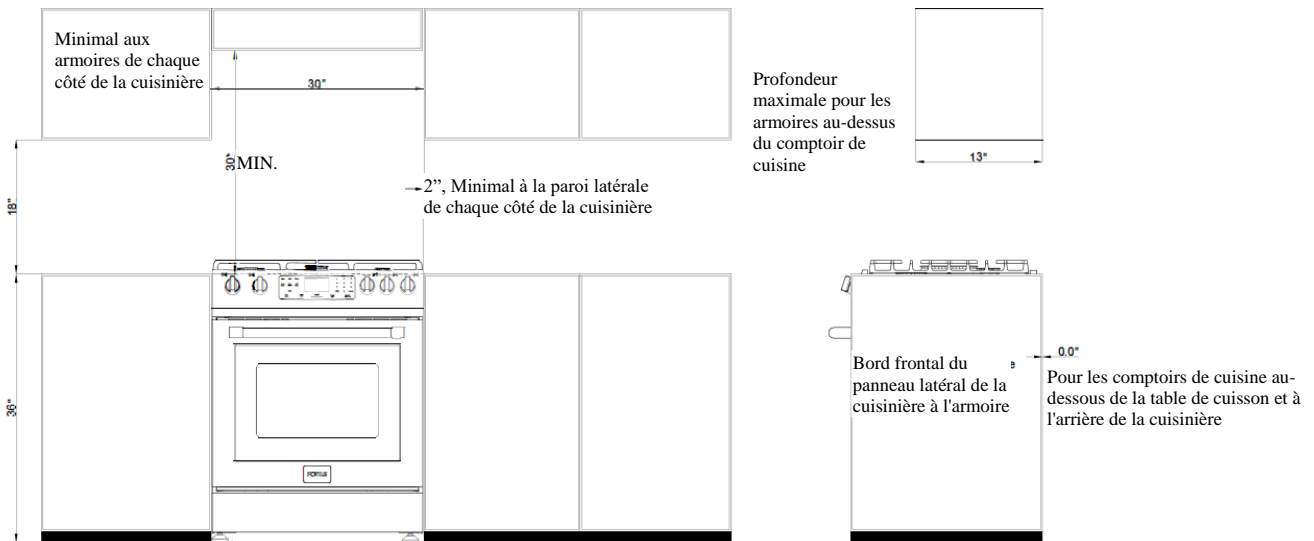 Minimal aux
armoires de chaque
côté de la cuisinière
30"
30"
MIN.
18"
2”, Minimal à la paroi latérale
de chaque côté de la cuisinière
36"
Profondeur
maximale pour les
armoires au-dessus
du comptoir de
cuisine
13"
Bord frontal du
panneau latéral de la
cuisinière à l'armoire
0.0"
Pour les comptoirs de cuisine au-
dessous de la table de cuisson et à
l'arrière de la cuisinière